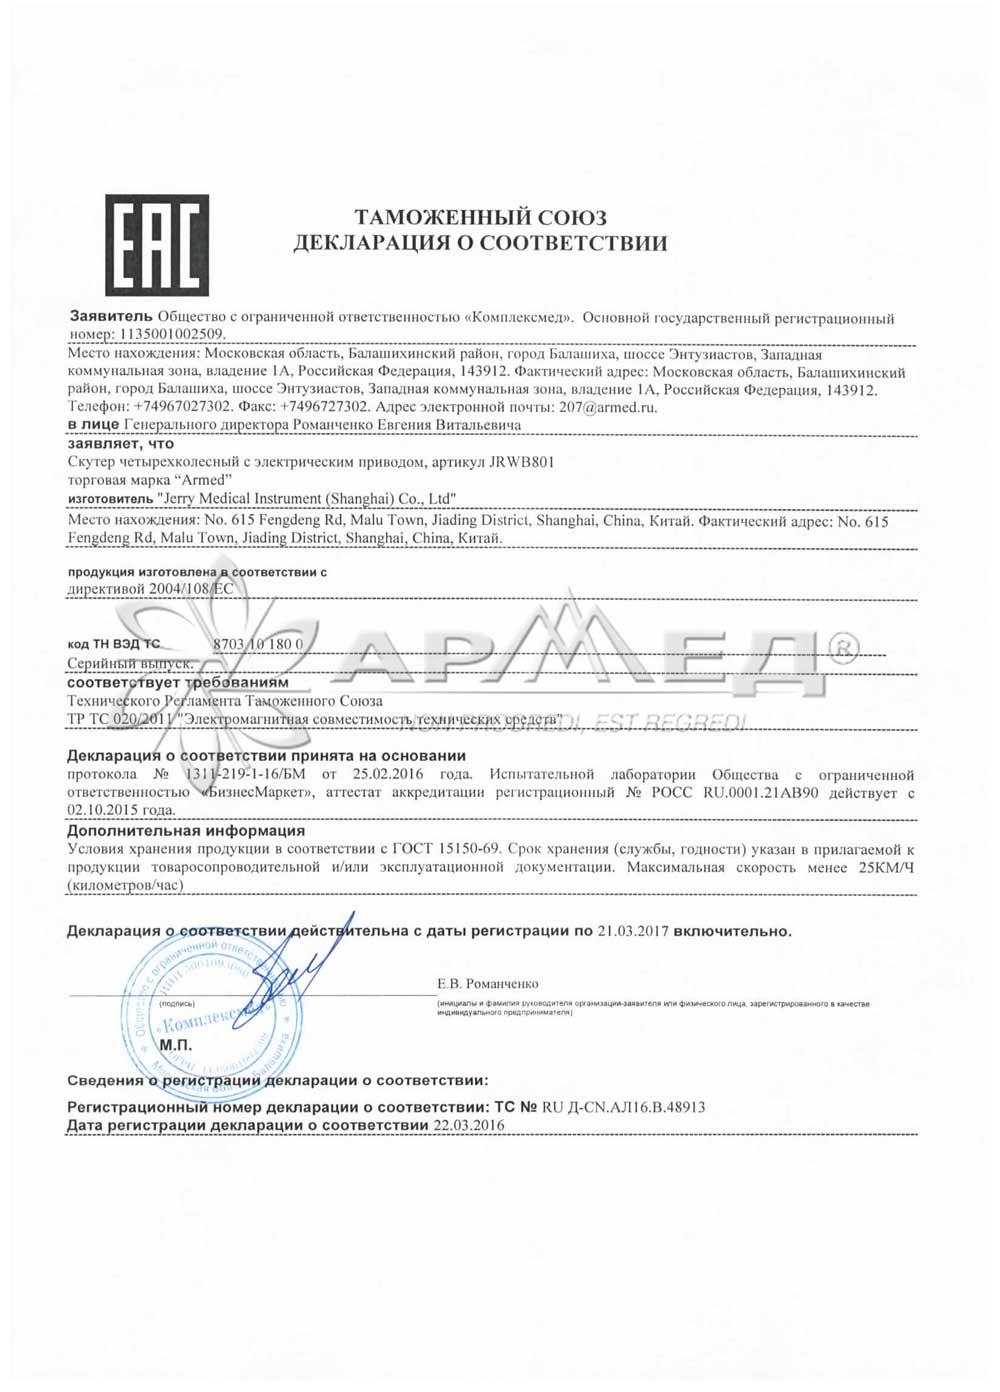 EAC
ТАМОЖЕННЫЙ СОЮЗ
ДЕКЛАРАЦИЯ О СООТВЕТСТВИИ
Заявитель Общество с ограниченной ответственностью «Комплексмед». Основной государственный регистрационный
номер: 1135001002509.
Место нахождения: Московская область, Балашихинский район, город Балашиха, шоссе Энтузиастов, Западная
коммунальная зона, владение 1А, Российская Федерация, 143912. Фактический адрес: Московская область, Балашихинский
район, город Балашиха, шоссе Энтузиастов, Западная коммунальная зона, владение 1А, Российская Федерация, 143912.
Телефон: +74967027302. Факс: +7496727302. Адрес электронной почты: 207@armed.ru.
в лице Генерального директора Романченко Евгения Витальевича
заявляет, что
Скутер четырехколесный с электрическим приводом, артикул JRWB801
торговая марка “Armed”
изготовитель "Jerry Medical Instrument (Shanghai) Co., Ltd"
Место нахождения: No. 615 Fengdeng Rd, Malu Town, Jiading District, Shanghai, China, Китай. Фактический адрес: No. 615
Fengdeng Rd, Malu Town, Jiading District, Shanghai, China, Китай.
продукция изготовлена в соответствии с
директивой 2004/108/ЕС
АРМЕД®
код ТН ВЭД ТС 8703 10 180 0
Серийный выпуск.
соответствует требованиям
Технического Регламента Таможенного Союза
ТР ТС 020/2011 "Электромагнитная совместимость технических средств"
NON PROGREDI, EST REGREDI
Декларация о соответствии принята на основании
протокола № 1311-219-1-16/БМ от 25.02.2016 года. Испытательной лаборатории Общества с ограниченной
ответственностью «БизнесМаркет», аттестат аккредитации регистрационный № РОСС RU.0001.21АВ90 действует с
02.10.2015 года.
Дополнительная информация
Условия хранения продукции в соответствии с ГОСТ 15150-69. Срок хранения (службы, годности) указан в прилагаемой к
продукции товаросопроводительной и/или эксплуатационной документации. Максимальная скорость менее 25КМ/Ч
(километров/час)
Декларация о соответствии действительна с даты регистрации по 21.03.2017 включительно.
Общество с ограниченной ответственностью
«Комплексмед»
Московская обл. г. Балашиха
Е.В. Романченко
(подпись)
(инициалы и фамилия руководителя организации-заявителя или физического лица, зарегистрированного в качестве
индивидуального предпринимателя)
М.П.
Сведения о регистрации декларации о соответствии:
Регистрационный номер декларации о соответствии: ТС № RU Д-CN.АЛ16.В.48913
Дата регистрации декларации о соответствии 22.03.2016